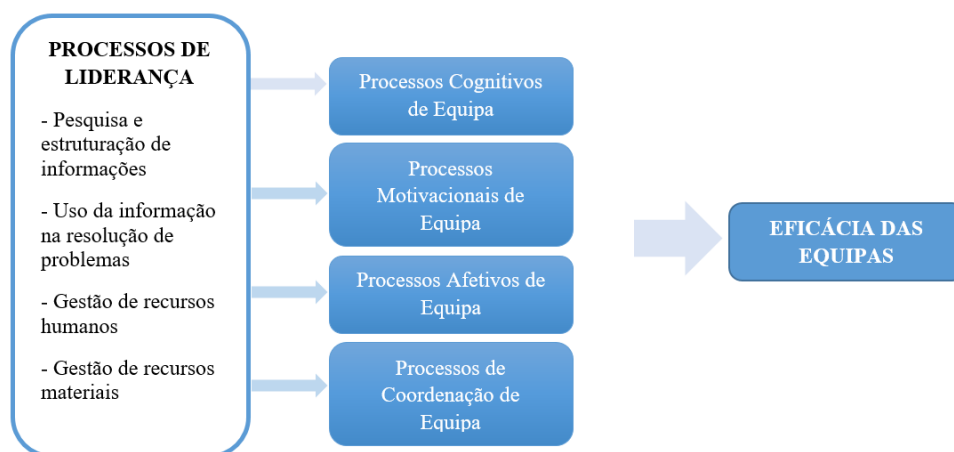 PROCESSOS DE
LIDERANÇA
- Pesquisa e
estruturação de
informações
- Uso da informação
na resolução de
problemas
- Gestão de recursos
humanos
- Gestão de recursos
materiais
Processos Cognitivos
de Equipa
Processos
Motivacionais de
Equipa
Processos Afetivos de
Equipa
Processos de
Coordenação de
Equipa
EFICÁCIA DAS
EQUIPAS